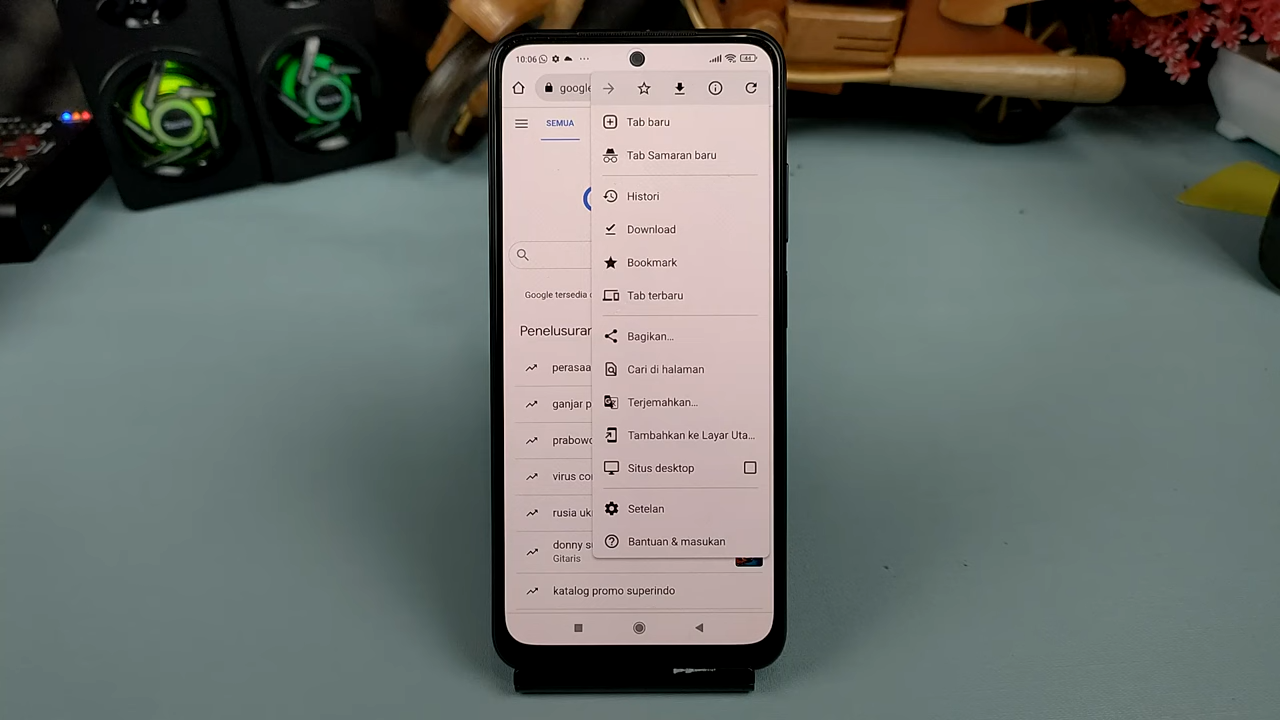 10:06
44
google
SEMUA
Tab baru
Tab Samaran baru
Histori
Download
Bookmark
Tab terbaru
Bagikan...
Cari di halaman
Terjemahkan...
Tambahkan ke Layar Uta...
Situs desktop
Setelan
Bantuan & masukan
Google tersedia
Penelusuran
perasaa
ganjar p
prabowo
virus co
rusia uk
donny s
Gitaris
katalog promo superindo